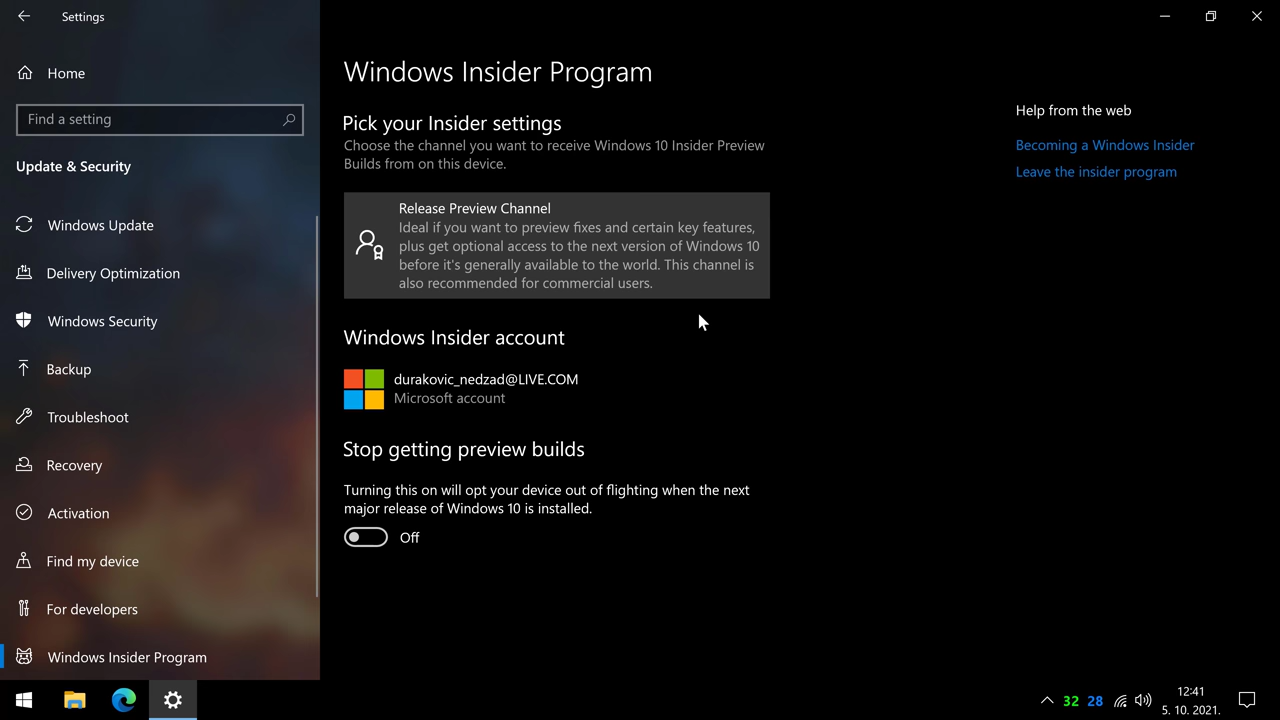 Settings
Home
Find a setting
Update & Security
Windows Update
Delivery Optimization
Windows Security
Backup
Troubleshoot
Recovery
Activation
Find my device
For developers
Windows Insider Program
Windows Insider Program
Pick your Insider settings
Choose the channel you want to receive Windows 10 Insider Preview
Builds from on this device.
Release Preview Channel
Ideal if you want to preview fixes and certain key features,
plus get optional access to the next version of Windows 10
before it's generally available to the world. This channel is
also recommended for commercial users.
Windows Insider account
durakovic_nedzad@LIVE.COM
Microsoft account
Stop getting preview builds
Turning this on will opt your device out of flighting when the next
major release of Windows 10 is installed.
Off
Help from the web
Becoming a Windows Insider
Leave the insider program
32 28
12:41
5. 10. 2021.